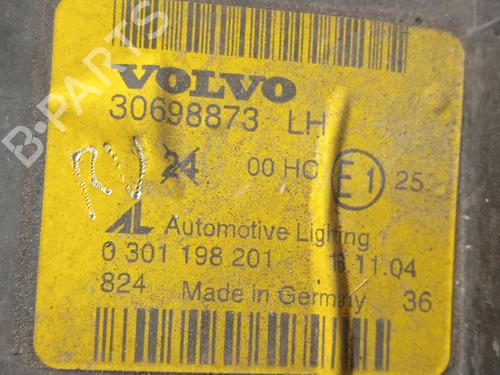 VOLVO
30698873 LH
24 00 HC E1 25
AL Automotive Lighting
0 301 198 201 16.11.04
824 Made in Germany 36
B-PARTS